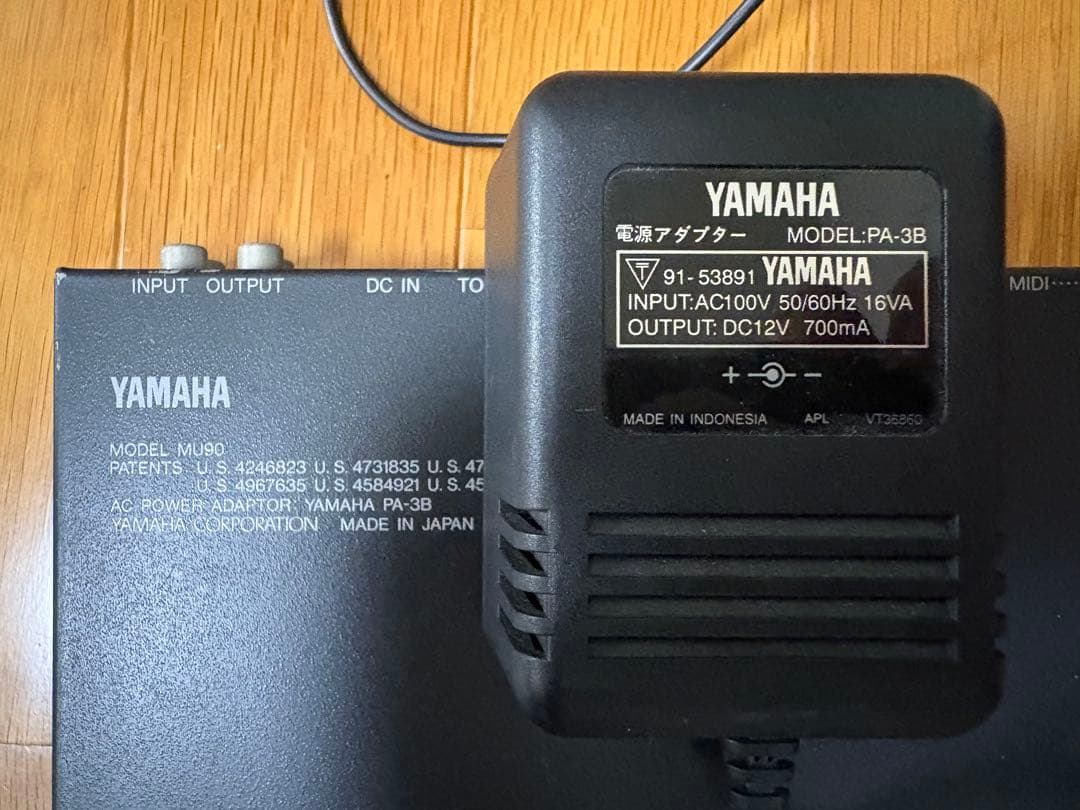 YAMAHA
電源アダプター MODEL:PA-3B
〒 91-53891 YAMAHA
INPUT:AC100V 50/60Hz 16VA
OUTPUT: DC12V 700mA
+ −
MADE IN INDONESIA APL VT36860
INPUT OUTPUT DC IN TO
MIDI
YAMAHA
MODEL MU90
PATENTS U.S. 4246823 U.S. 4731835 U.S. 47
U.S. 4967635 U.S. 4584921 U.S. 45
AC POWER ADAPTOR: YAMAHA PA-3B
YAMAHA CORPORATION MADE IN JAPAN